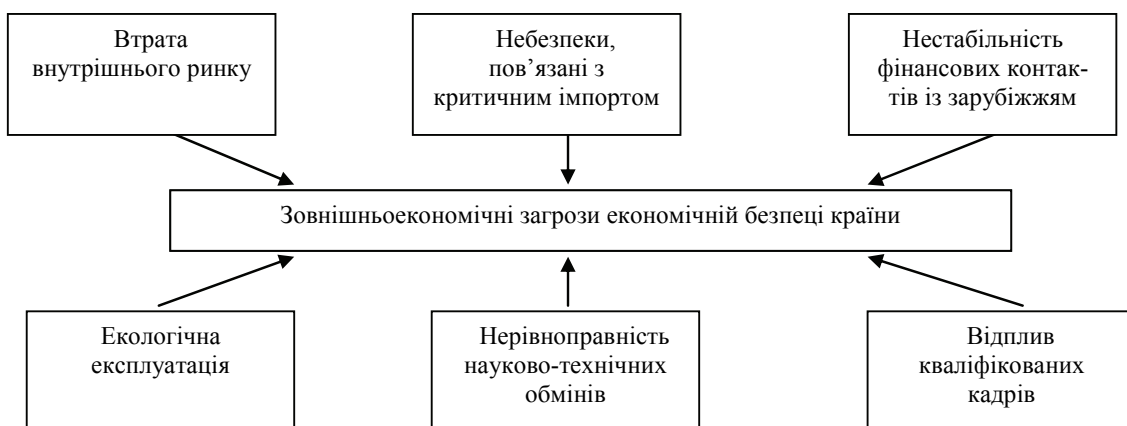 Втрата
внутрішнього ринку
Небезпеки,
пов’язані з
критичним імпортом
Нестабільність
фінансових контак-
тів із зарубіжжям
Зовнішньоекономічні загрози економічній безпеці країни
Екологічна
експлуатація
Нерівноправність
науково-технічних
обмінів
Відплив
кваліфікованих
кадрів